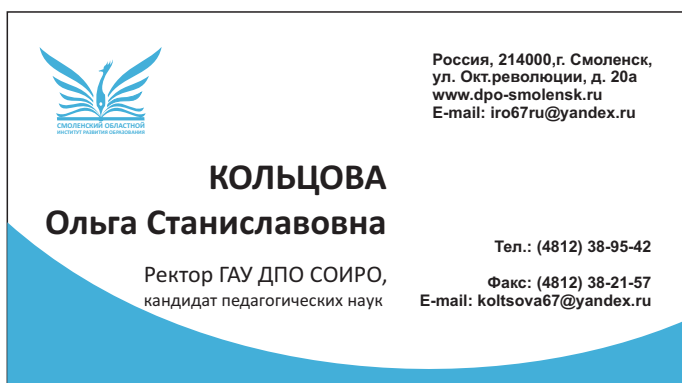 СМОЛЕНСКИЙ ОБЛАСТНОЙ
ИНСТИТУТ РАЗВИТИЯ ОБРАЗОВАНИЯ
Россия, 214000,г. Смоленск,
ул. Окт.революции, д. 20а
www.dpo-smolensk.ru
E-mail: iro67ru@yandex.ru
КОЛЬЦОВА
Ольга Станиславовна
Ректор ГАУ ДПО СОИРО,
кандидат педагогических наук
Тел.: (4812) 38-95-42
Факс: (4812) 38-21-57
E-mail: koltsova67@yandex.ru